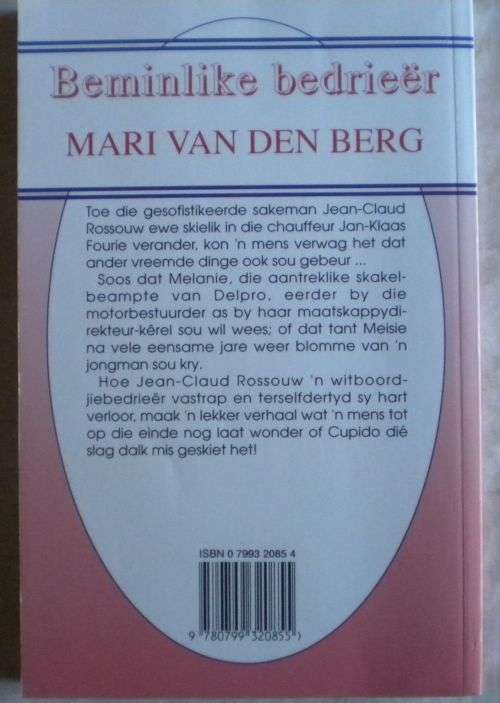 Beminlike bedrieër
MARI VAN DEN BERG
Toe die gesofistikeerde sakeman Jean-Claud
Rossouw ewe skielik in die chauffeur Jan-Klaas
Fourie verander, kon 'n mens verwag het dat
ander vreemde dinge ook sou gebeur ...
Soos dat Melanie, die aantreklike skakel-
beampte van Delpro, eerder by die
motorbestuurder as by haar maatskappydi-
rekteur-kêrel sou wil wees; of dat tant Meisie
na vele eensame jare weer blomme van 'n
jongman sou kry.
Hoe Jean-Claud Rossouw 'n witboord-
jiebedrieër vastrap en terselfdertyd sy hart
verloor, maak 'n lekker verhaal wat 'n mens tot
op die einde nog laat wonder of Cupido dié
slag dalk mis geskiet het!
ISBN 0 7993 2085 4
9 780799 320855